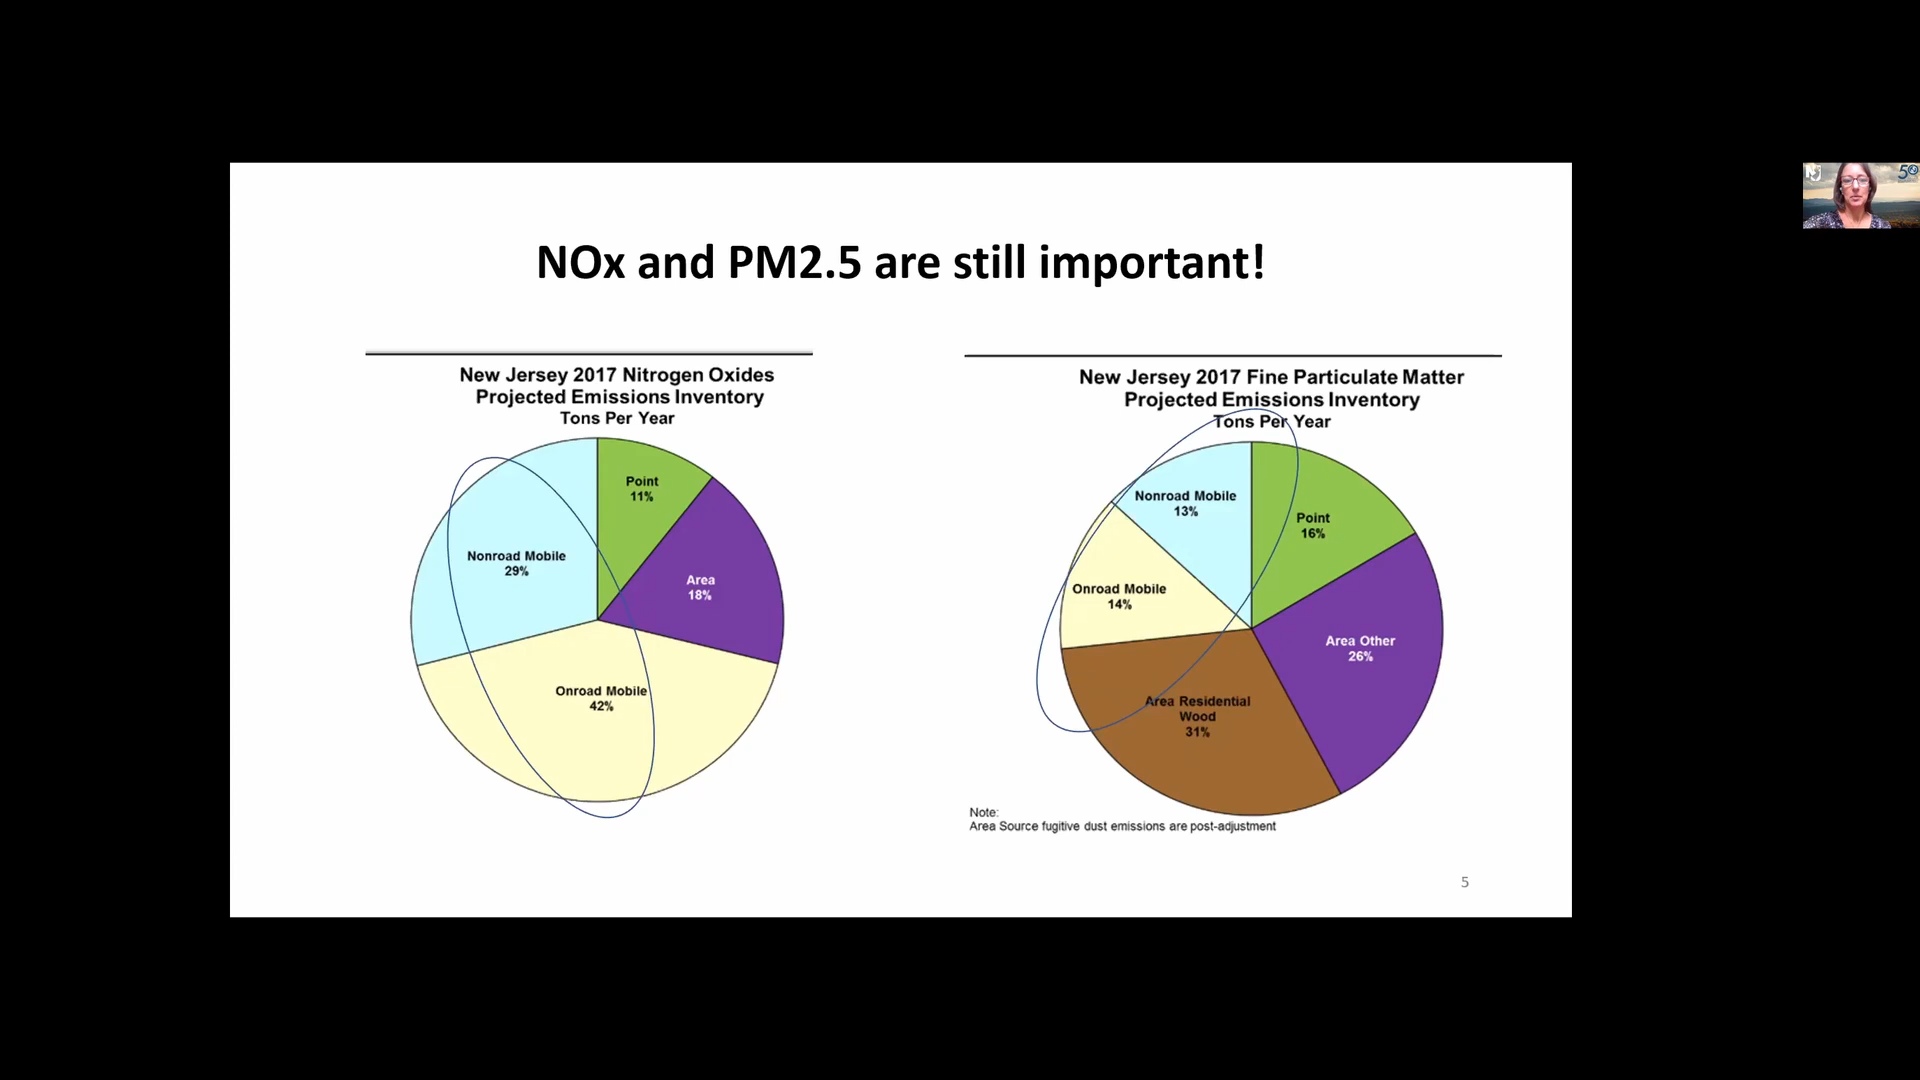 NOx and PM2.5 are still important!
New Jersey 2017 Nitrogen Oxides
Projected Emissions Inventory
Tons Per Year
Point
11%
Area
18%
Nonroad Mobile
29%
Onroad Mobile
42%
New Jersey 2017 Fine Particulate Matter
Projected Emissions Inventory
Tons Per Year
Nonroad Mobile
13%
Point
16%
Onroad Mobile
14%
Area Other
26%
Area Residential
Wood
31%
Note:
Area Source fugitive dust emissions are post-adjustment
5
NJ
50